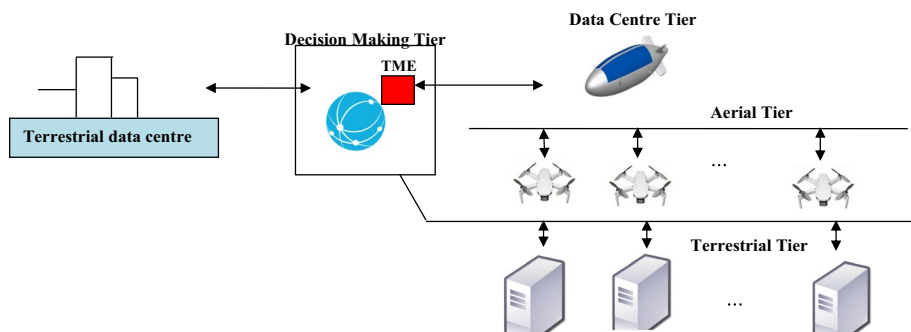 Data Centre Tier
Decision Making Tier
TME
Aerial Tier
Terrestrial data centre
...
Terrestrial Tier
...